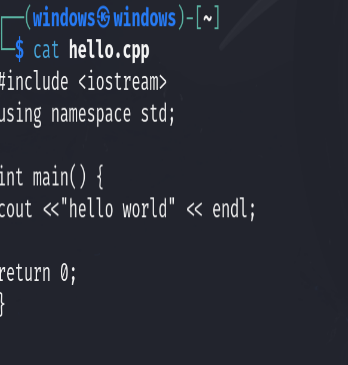 ┌──(windows㉿windows)-[~]
└─$ cat hello.cpp
#include <iostream>
using namespace std;

int main() {
cout <<"hello world" << endl;

return 0;
}